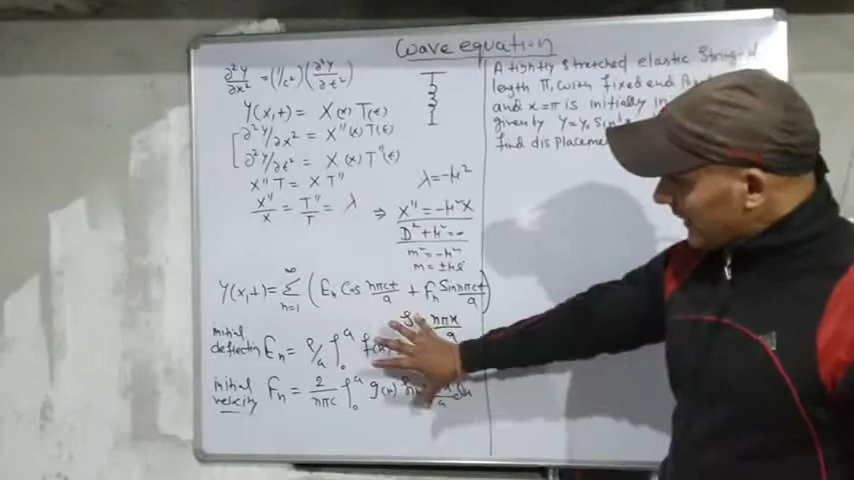 Wave equation
∂²y/∂x² = (1/c²) (∂²y/∂t²)
Y(x,t) = X(x) T(t)
∂²y/∂x² = X''(x) T(t)
∂²y/∂t² = X(x) T''(t)
X''T = X T''
X''/X = T''/T = λ
λ = -μ²
⇒ X'' = -μ²X
D² + μ² = 0
m² = -μ²
m = ± μi
y(x,t) = ∞ Σ n=1 (En Cos nπct/a + Fn Sin nπct/a)
nπx/a
initial
deflection En = 2/a ∫₀ᵃ
initial
velocity Fn = 2/nπc ∫₀ᵃ g(x)
A tightly stretched elastic String of
length π, with fixed end
and x=π is initially in
given by y=y₀ Sin
find displacement